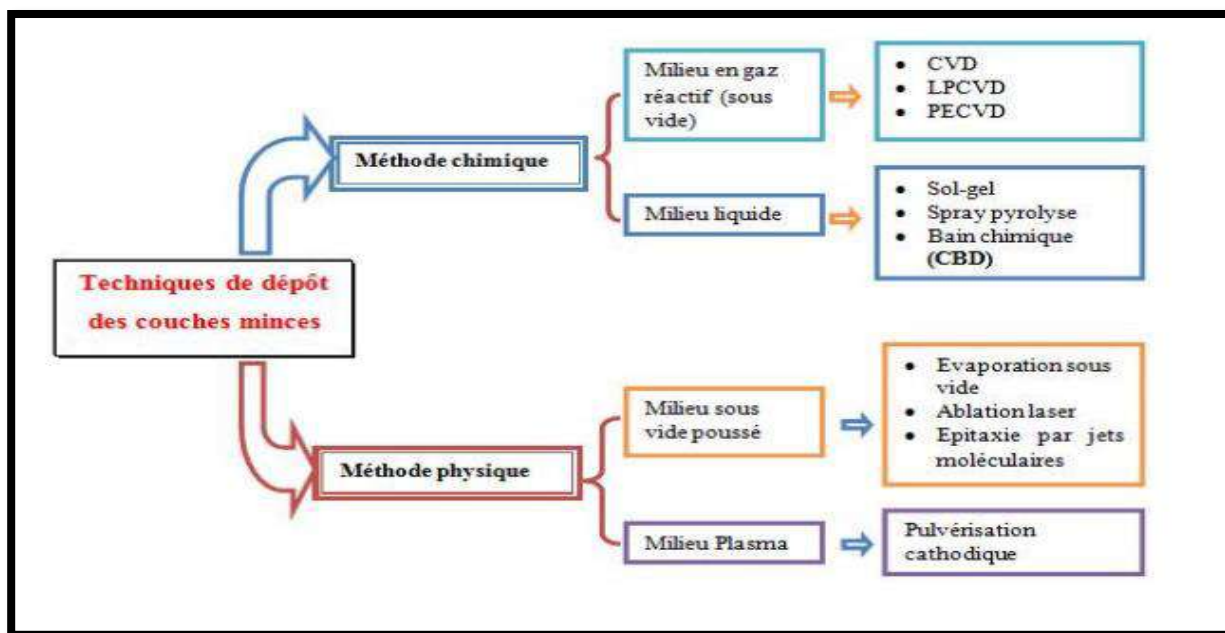 Techniques de dépôt
des couches minces
Méthode chimique
Milieu en gaz
réactif (sous
vide)
• CVD
• LPCVD
• PECVD
Milieu liquide
• Sol-gel
• Spray pyrolyse
• Bain chimique
(CBD)
Méthode physique
Milieu sous
vide poussé
• Evaporation sous
vide
• Ablation laser
• Epitaxie par jets
moléculaires
Milieu Plasma
Pulvérisation
cathodique